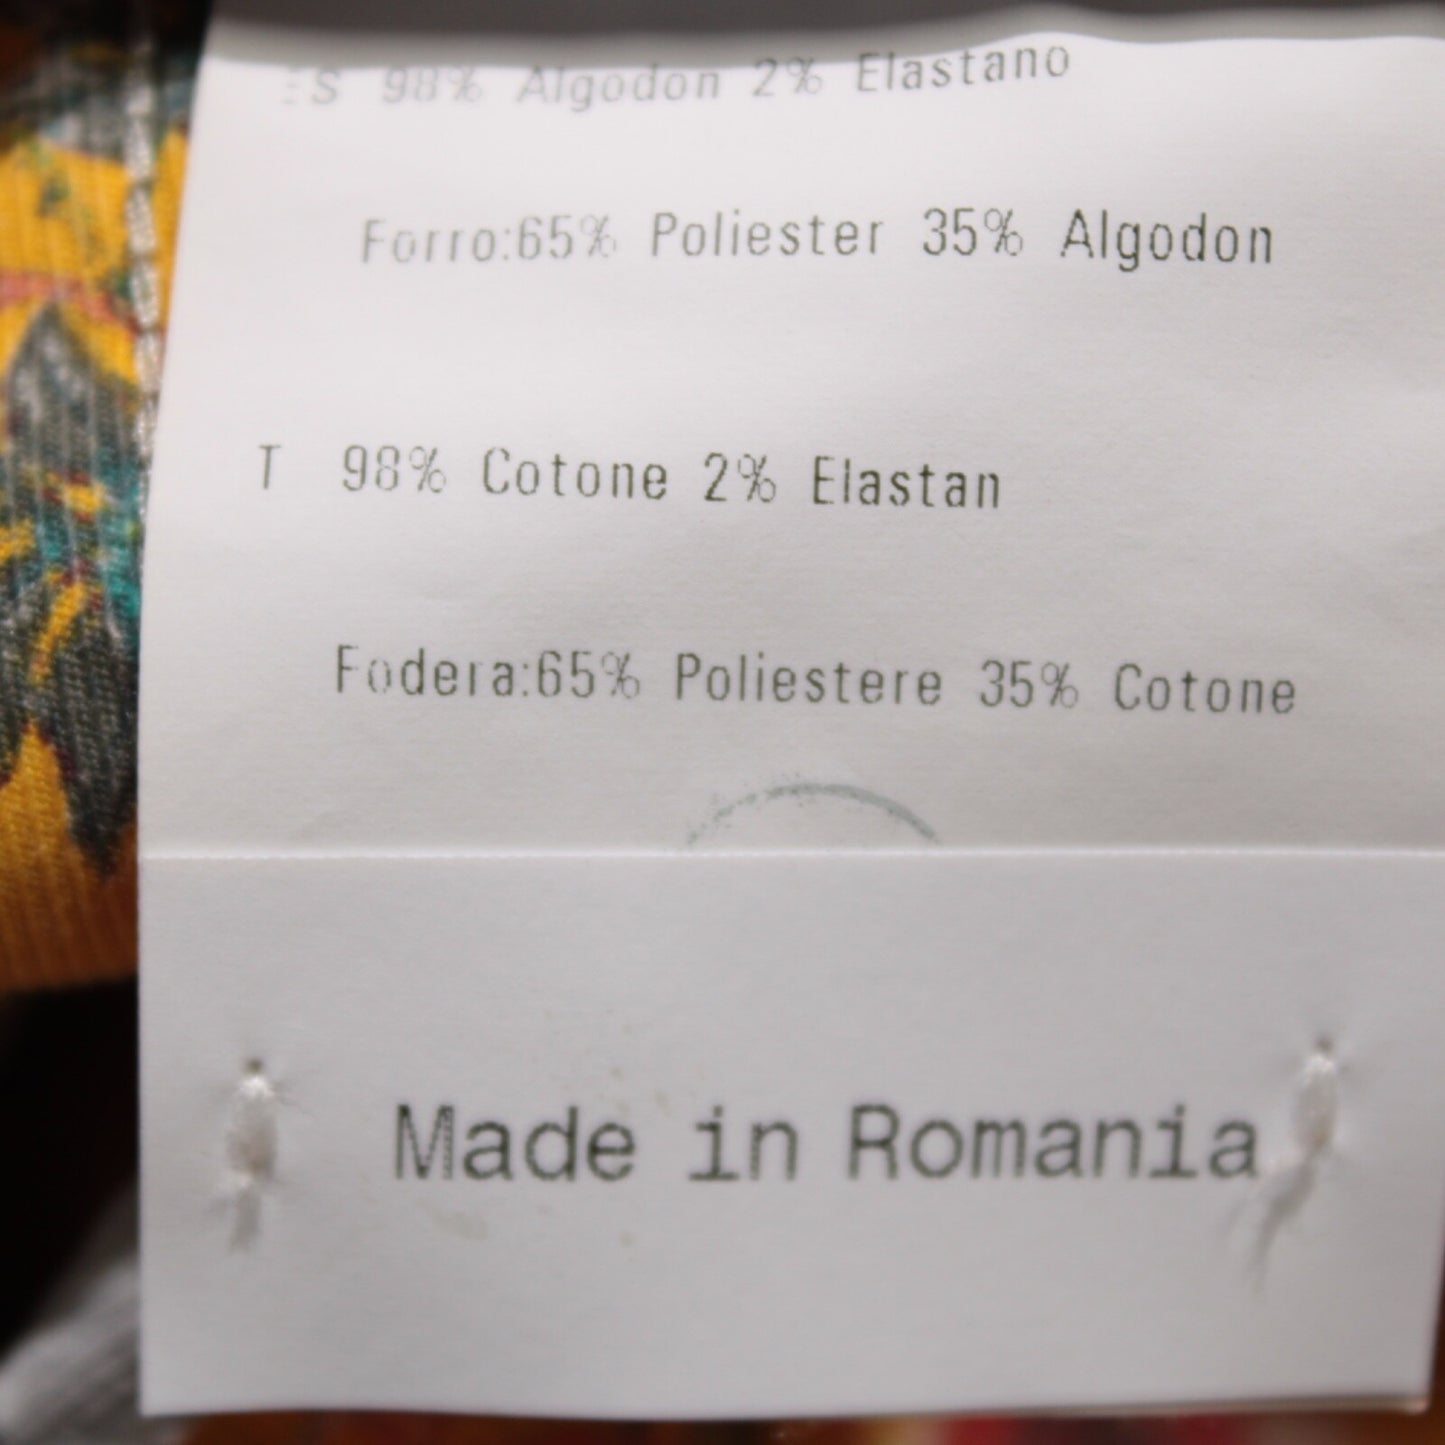 ES 98% Algodon 2% Elastano
Forro:65% Poliester 35% Algodon
T 98% Cotone 2% Elastan
Fodera:65% Poliestere 35% Cotone
Made in Romania